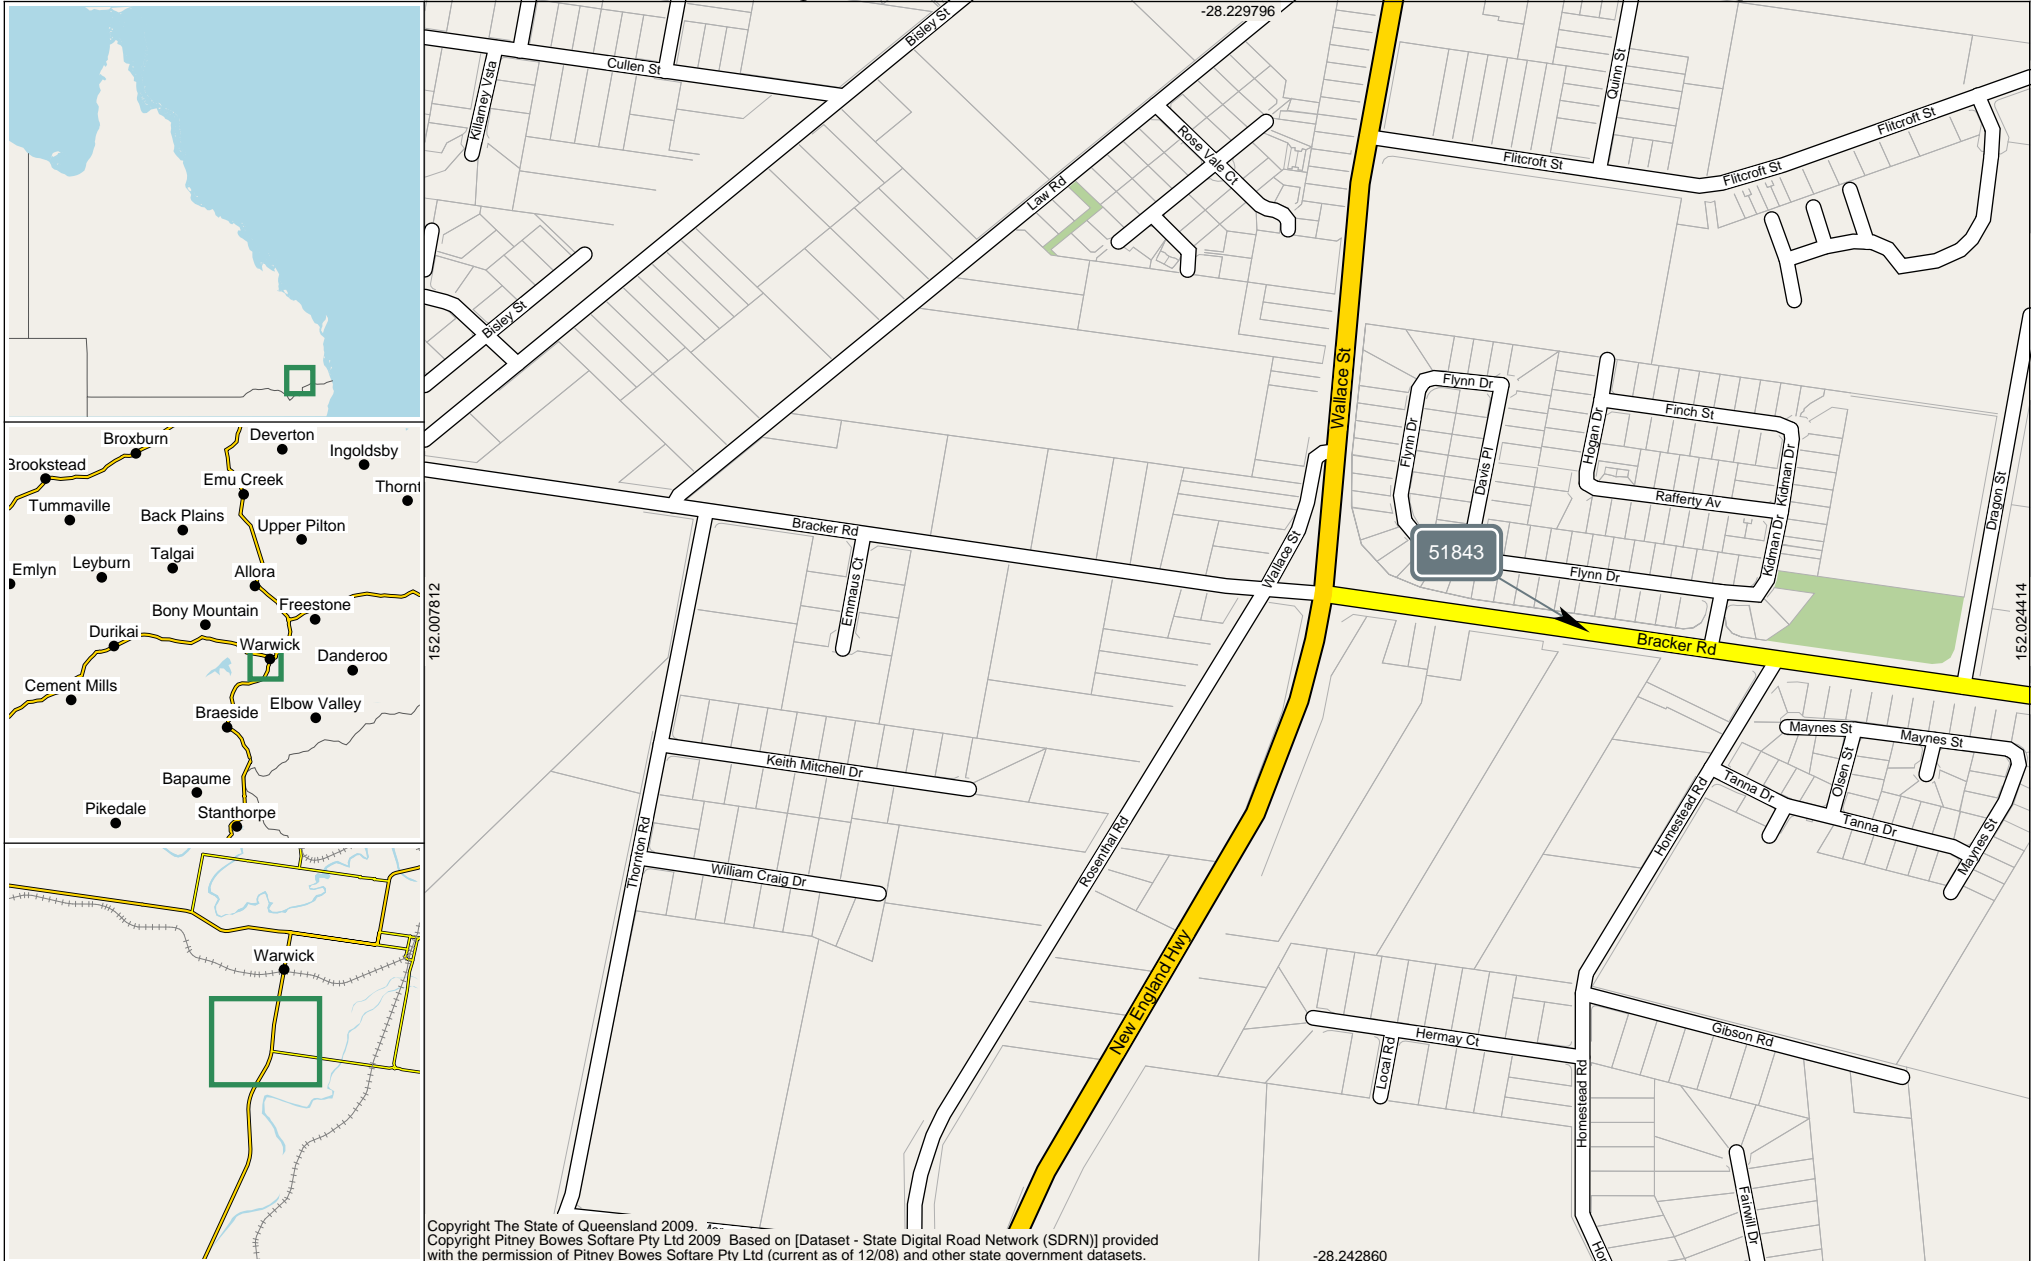 -28.229796
Bisley St
Cullen St
Killarney Vsta
Quinn St
Flitcroft St
Flitcroft St
Flitcroft St
Rose Vale Ct
Law Rd
Bisley St
Wallace St
Flynn Dr
Flynn Dr
Davis Pl
Hogan Dr
Finch St
Kidman Dr
Rafferty Av
Dragon St
Kidman Dr
Flynn Dr
51843
Wallace St
Bracker Rd
Emmaus Ct
Bracker Rd
152.007812
152.024414
Keith Mitchell Dr
Thornton Rd
William Craig Dr
Rosenthal Rd
New England Hwy
Homestead Rd
Maynes St
Maynes St
Olsen St
Tanna Dr
Tanna Dr
Maynes St
Hermay Ct
Local Rd
Gibson Rd
Homestead Rd
Fairwill Dr
-28.242860
Broxburn
Deverton
Brookstead
Ingoldsby
Emu Creek
Thornt
Tummaville
Back Plains
Upper Pilton
Talgai
Leyburn
Emlyn
Allora
Bony Mountain
Freestone
Durikai
Warwick
Danderoo
Cement Mills
Elbow Valley
Braeside
Bapaume
Pikedale
Stanthorpe
Warwick
Copyright The State of Queensland 2009.
Copyright Pitney Bowes Softare Pty Ltd 2009 Based on [Dataset - State Digital Road Network (SDRN)] provided
with the permission of Pitney Bowes Softare Pty Ltd (current as of 12/08) and other state government datasets.